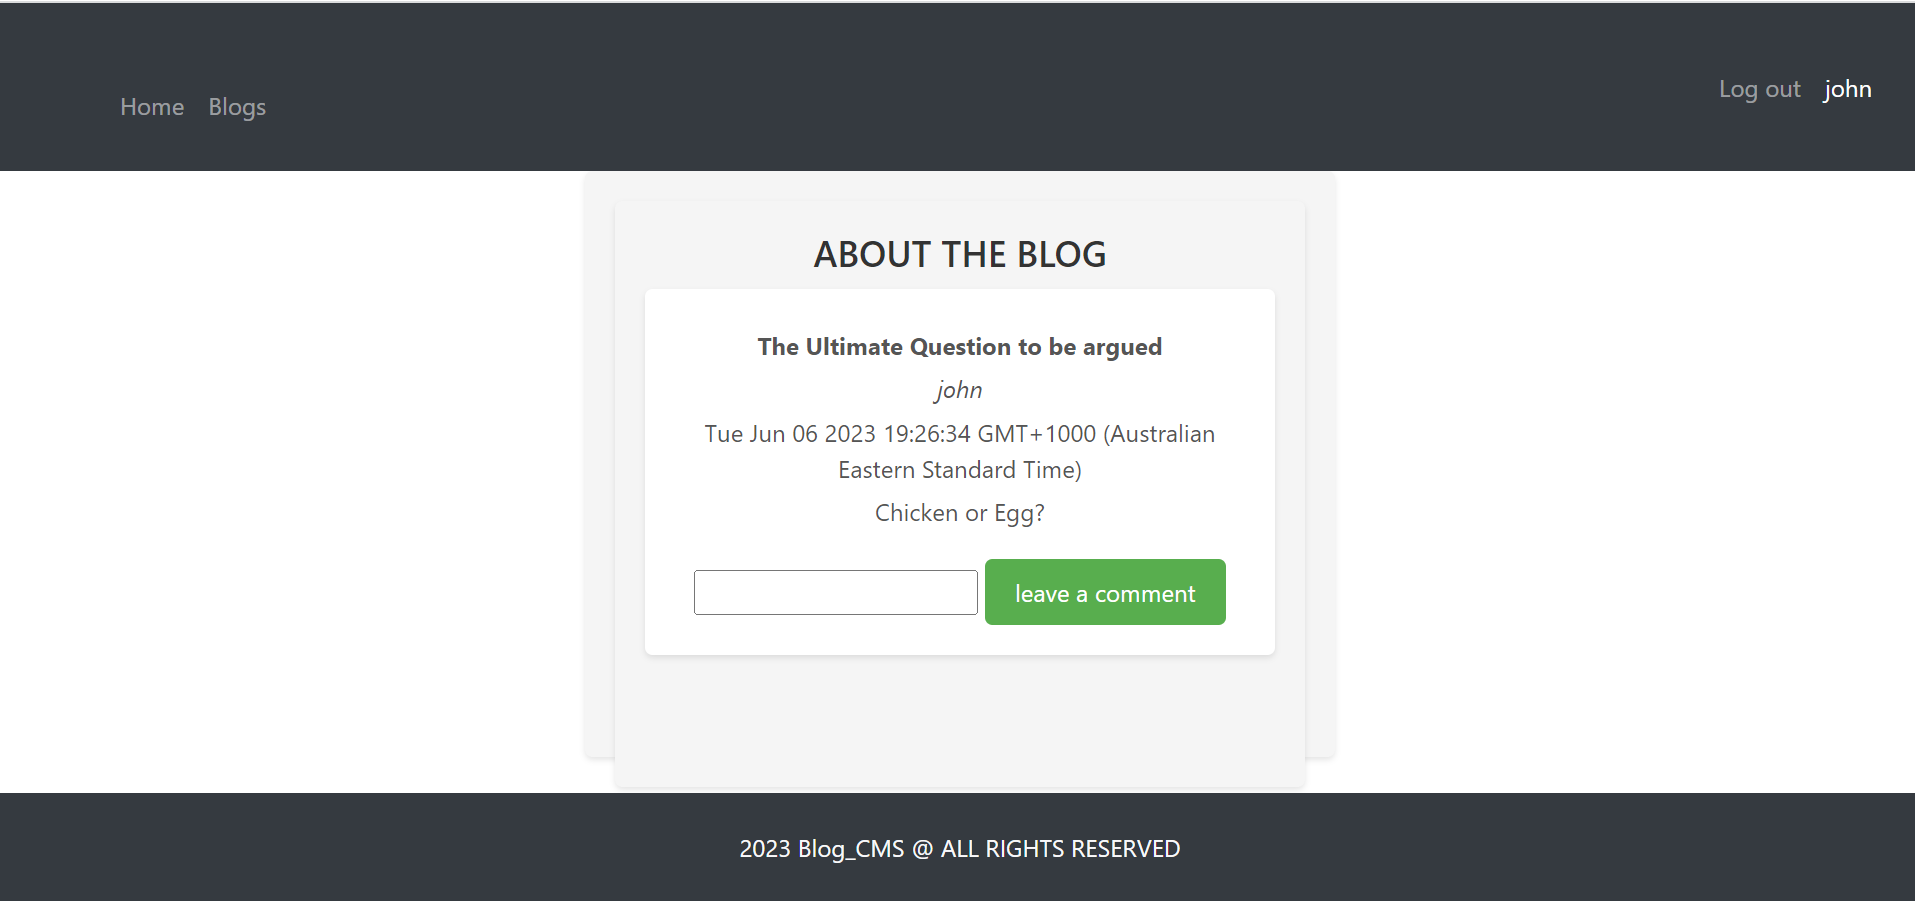 Home Blogs
Log out john
ABOUT THE BLOG
The Ultimate Question to be argued
john
Tue Jun 06 2023 19:26:34 GMT+1000 (Australian
Eastern Standard Time)
Chicken or Egg?
leave a comment
2023 Blog_CMS @ ALL RIGHTS RESERVED